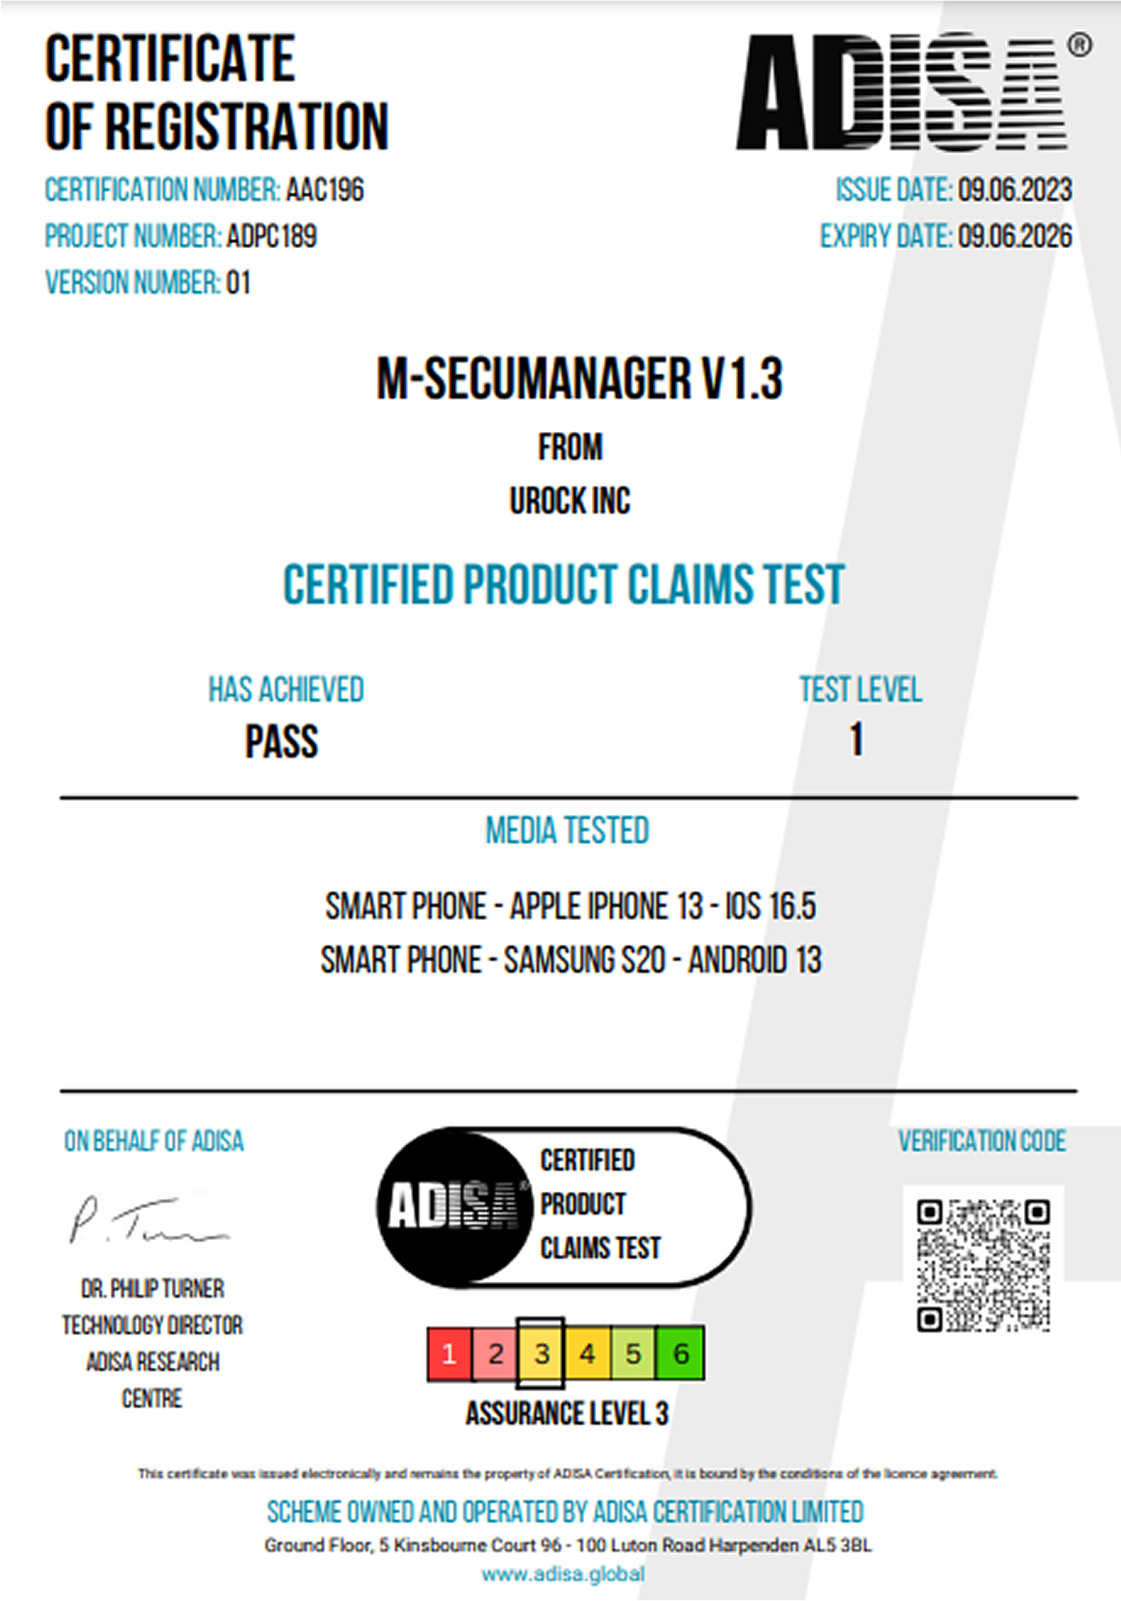 CERTIFICATE
OF REGISTRATION
ADISA®
CERTIFICATION NUMBER: AAC196
PROJECT NUMBER: ADPC189
VERSION NUMBER: 01
ISSUE DATE: 09.06.2023
EXPIRY DATE: 09.06.2026
M-SECUMANAGER V1.3
FROM
UROCK INC
CERTIFIED PRODUCT CLAIMS TEST
HAS ACHIEVED
PASS
TEST LEVEL
1
MEDIA TESTED
SMART PHONE - APPLE IPHONE 13 - IOS 16.5
SMART PHONE - SAMSUNG S20 - ANDROID 13
ON BEHALF OF ADISA
P. Turner
DR. PHILIP TURNER
TECHNOLOGY DIRECTOR
ADISA RESEARCH
CENTRE
ADISA®
CERTIFIED
PRODUCT
CLAIMS TEST
1 2 3 4 5 6
ASSURANCE LEVEL 3
VERIFICATION CODE
This certificate was issued electronically and remains the property of ADISA Certification, it is bound by the conditions of the licence agreement.
SCHEME OWNED AND OPERATED BY ADISA CERTIFICATION LIMITED
Ground Floor, 5 Kinsbourne Court 96 - 100 Luton Road Harpenden AL5 3BL
www.adisa.global